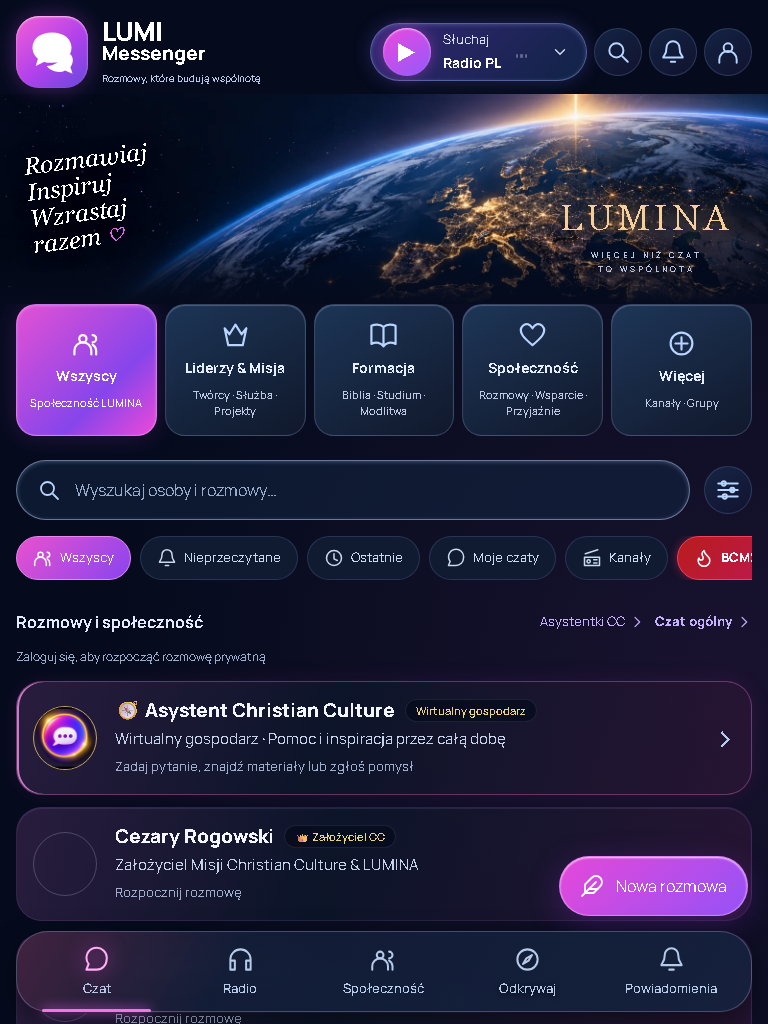 LUMI
Messenger
Rozmowy, które budują wspólnotę
Słuchaj
Radio PL
Rozmawiaj
Inspiruj
Wzrastaj
razem
LUMINA
WIĘCEJ NIŻ CZAT
TO WSPÓLNOTA
Wszyscy
Społeczność LUMINA
Liderzy & Misja
Twórcy · Służba ·
Projekty
Formacja
Biblia · Studium ·
Modlitwa
Społeczność
Rozmowy · Wsparcie ·
Przyjaźnie
Więcej
Kanały · Grupy
Wyszukaj osoby i rozmowy...
Wszyscy
Nieprzeczytane
Ostatnie
Moje czaty
Kanały
BCM
Rozmowy i społeczność
Asystentki CC
Czat ogólny
Zaloguj się, aby rozpocząć rozmowę prywatną
Asystent Christian Culture
Wirtualny gospodarz
Wirtualny gospodarz · Pomoc i inspiracja przez całą dobę
Zadaj pytanie, znajdź materiały lub zgłoś pomysł
Cezary Rogowski
Założyciel CC
Założyciel Misji Christian Culture & LUMINA
Rozpocznij rozmowę
Nowa rozmowa
Czat
Radio
Społeczność
Odkrywaj
Powiadomienia
Rozpocznij rozmowę